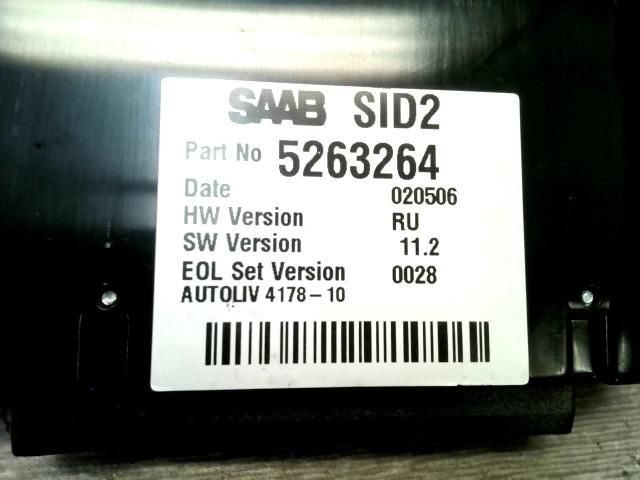 SAAB SID2
Part No 5263264
Date 020506
HW Version RU
SW Version 11.2
EOL Set Version 0028
AUTOLIV 4178-10